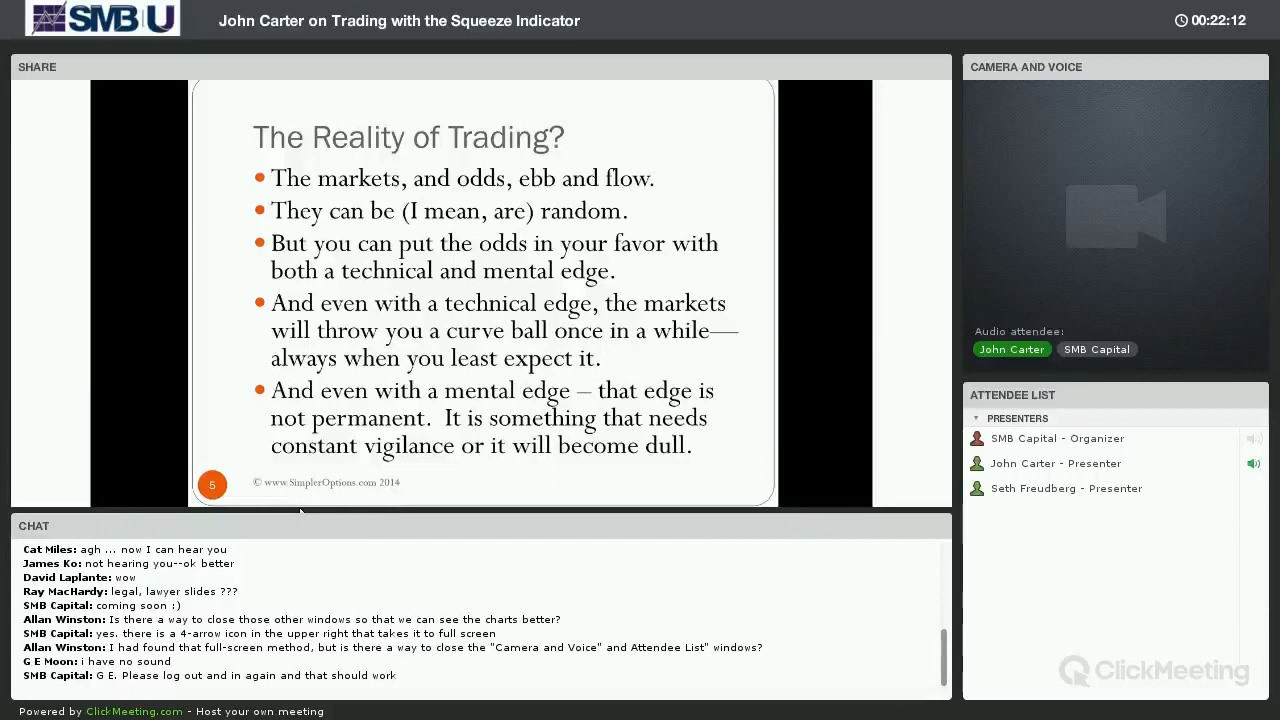 SMB U
John Carter on Trading with the Squeeze Indicator
00:22:12
SHARE
The Reality of Trading?
The markets, and odds, ebb and flow.
They can be (I mean, are) random.
But you can put the odds in your favor with
both a technical and mental edge.
And even with a technical edge, the markets
will throw you a curve ball once in a while—
always when you least expect it.
And even with a mental edge – that edge is
not permanent.  It is something that needs
constant vigilance or it will become dull.
5
© www.SimplerOptions.com 2014
CAMERA AND VOICE
Audio attendee:
John Carter
SMB Capital
ATTENDEE LIST
PRESENTERS
SMB Capital - Organizer
John Carter - Presenter
Seth Freudberg - Presenter
CHAT
Cat Miles: agh ... now I can hear you
James Ko: not hearing you--ok better
David Laplante: wow
Ray MacHardy: legal, lawyer slides ???
SMB Capital: coming soon :)
Allan Winston: Is there a way to close those other windows so that we can see the charts better?
SMB Capital: yes. there is a 4-arrow icon in the upper right that takes it to full screen
Allan Winston: I had found that full-screen method, but is there a way to close the "Camera and Voice" and Attendee List" windows?
G E Moon: i have no sound
SMB Capital: G E. Please log out and in again and that should work
ClickMeeting
Powered by ClickMeeting.com - Host your own meeting